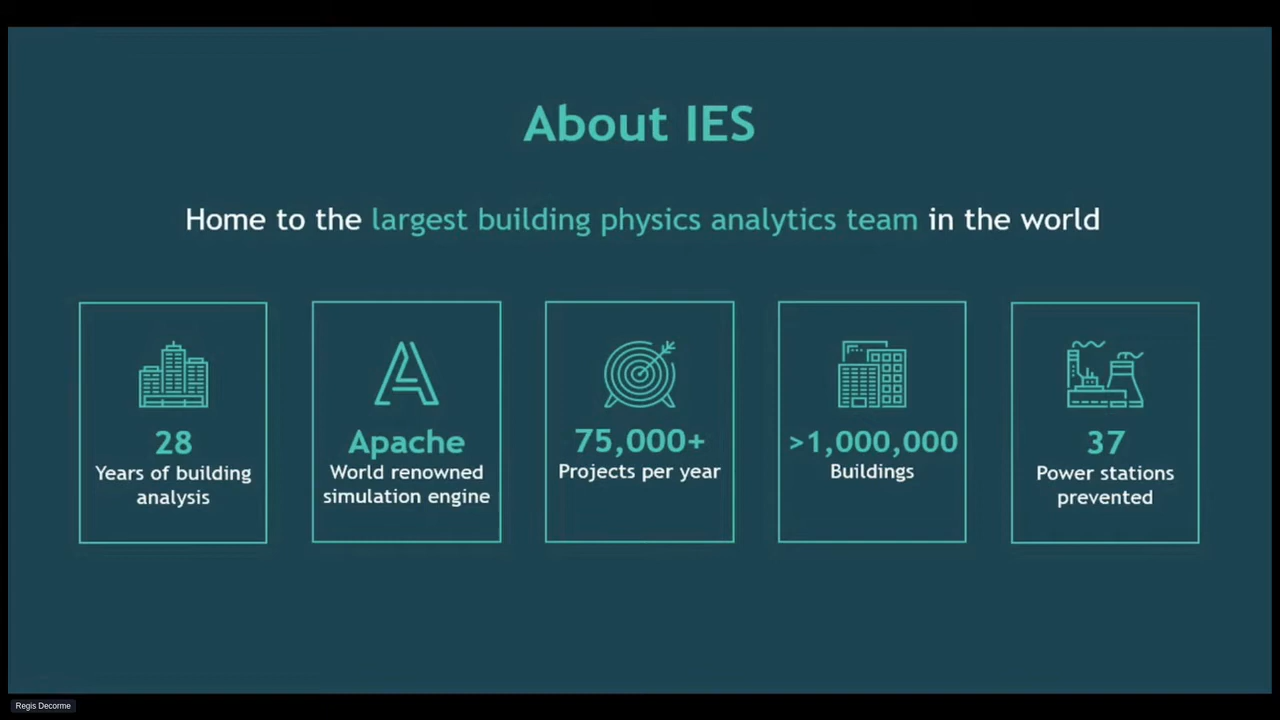 About IES
Home to the largest building physics analytics team in the world
28
Years of building
analysis
Apache
World renowned
simulation engine
75,000+
Projects per year
>1,000,000
Buildings
37
Power stations
prevented
Regis Decorme